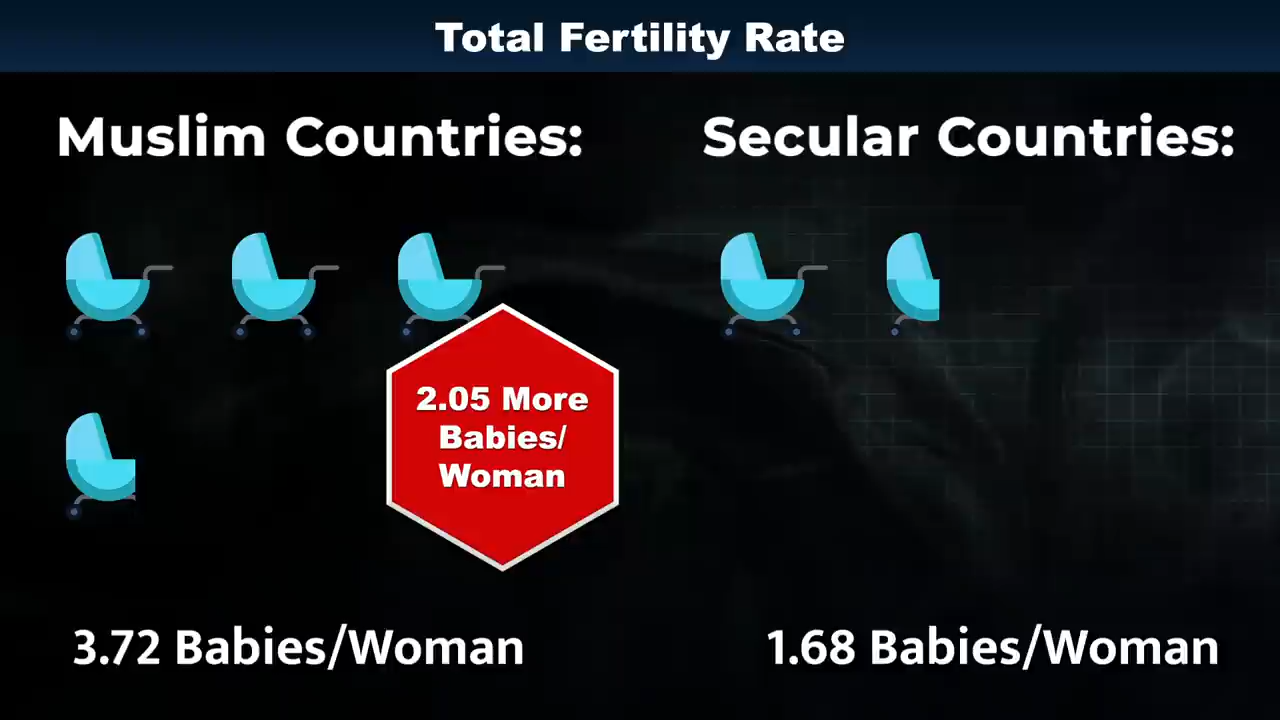 Total Fertility Rate
Muslim Countries:
Secular Countries:
2.05 More
Babies/
Woman
3.72 Babies/Woman
1.68 Babies/Woman